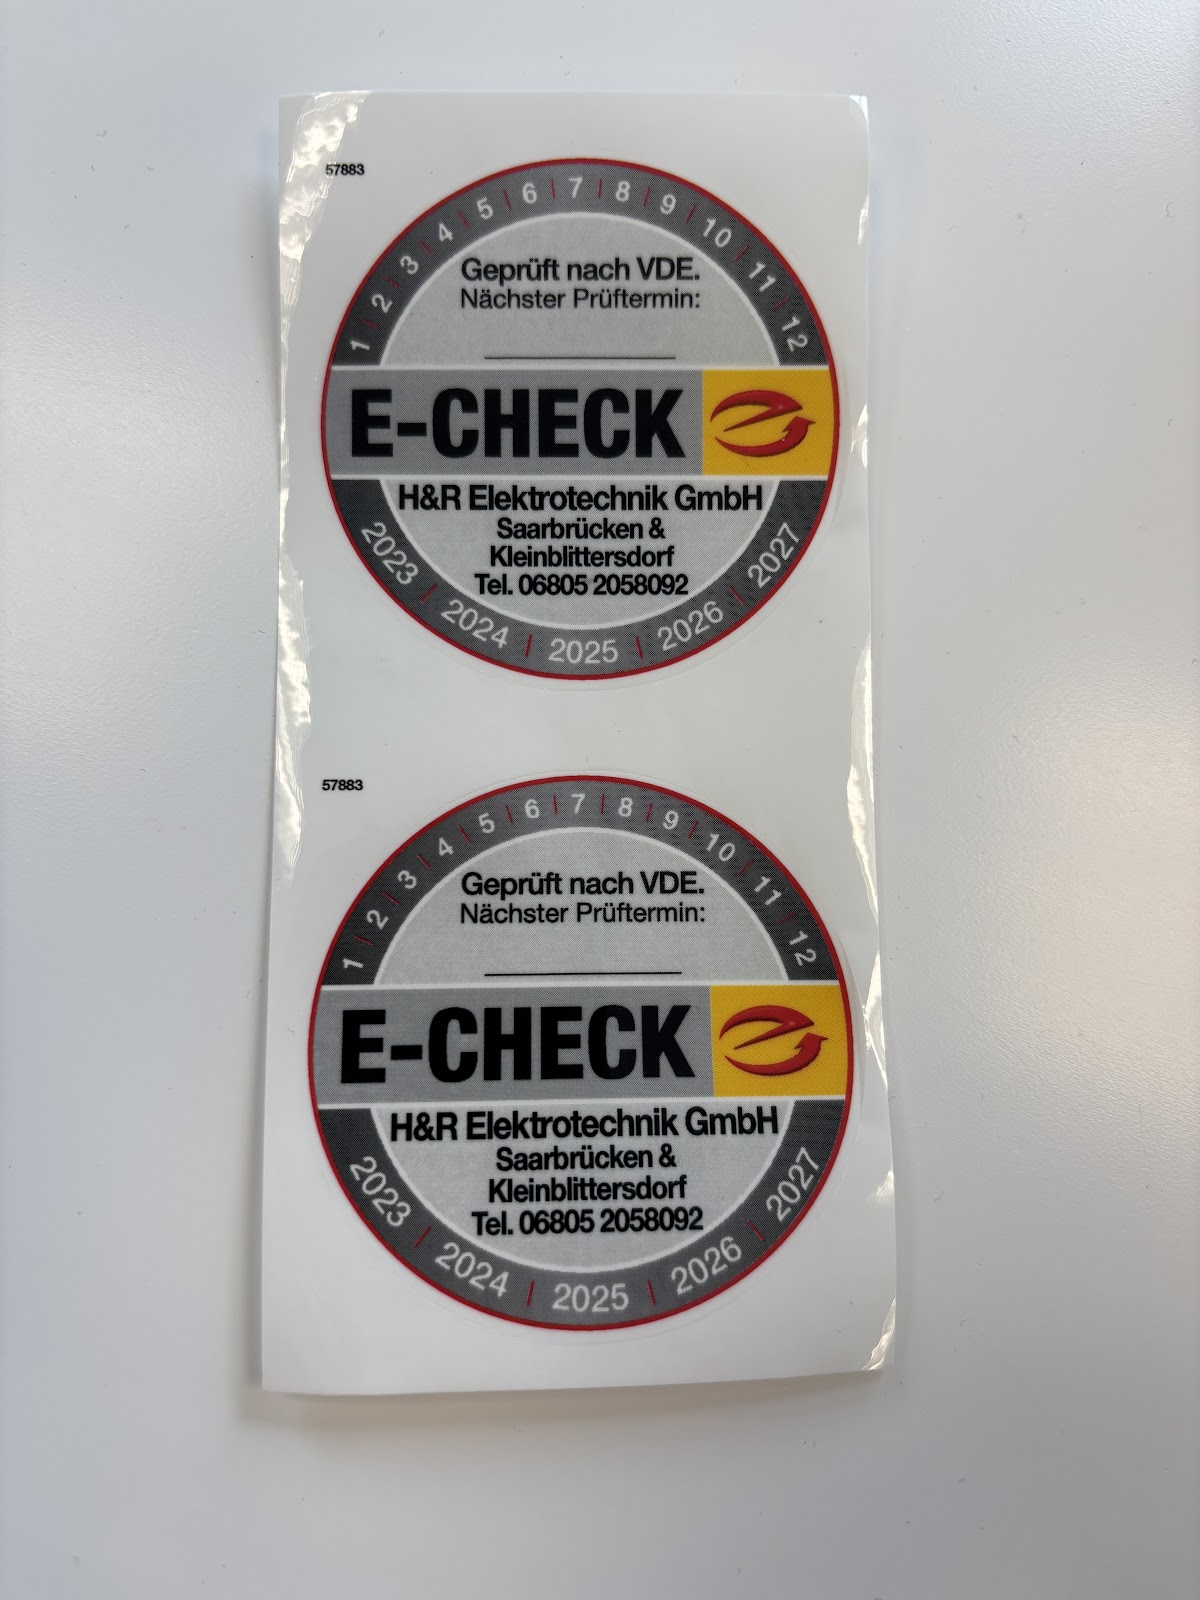 57883
1 | 2 | 3 | 4 | 5 | 6 | 7 | 8 | 9 | 10 | 11 | 12
Geprüft nach VDE.
Nächster Prüftermin:
E-CHECK
H&R Elektrotechnik GmbH
Saarbrücken &
Kleinblittersdorf
Tel. 06805 2058092
2023 | 2024 | 2025 | 2026 | 2027
57883
1 | 2 | 3 | 4 | 5 | 6 | 7 | 8 | 9 | 10 | 11 | 12
Geprüft nach VDE.
Nächster Prüftermin:
E-CHECK
H&R Elektrotechnik GmbH
Saarbrücken &
Kleinblittersdorf
Tel. 06805 2058092
2023 | 2024 | 2025 | 2026 | 2027